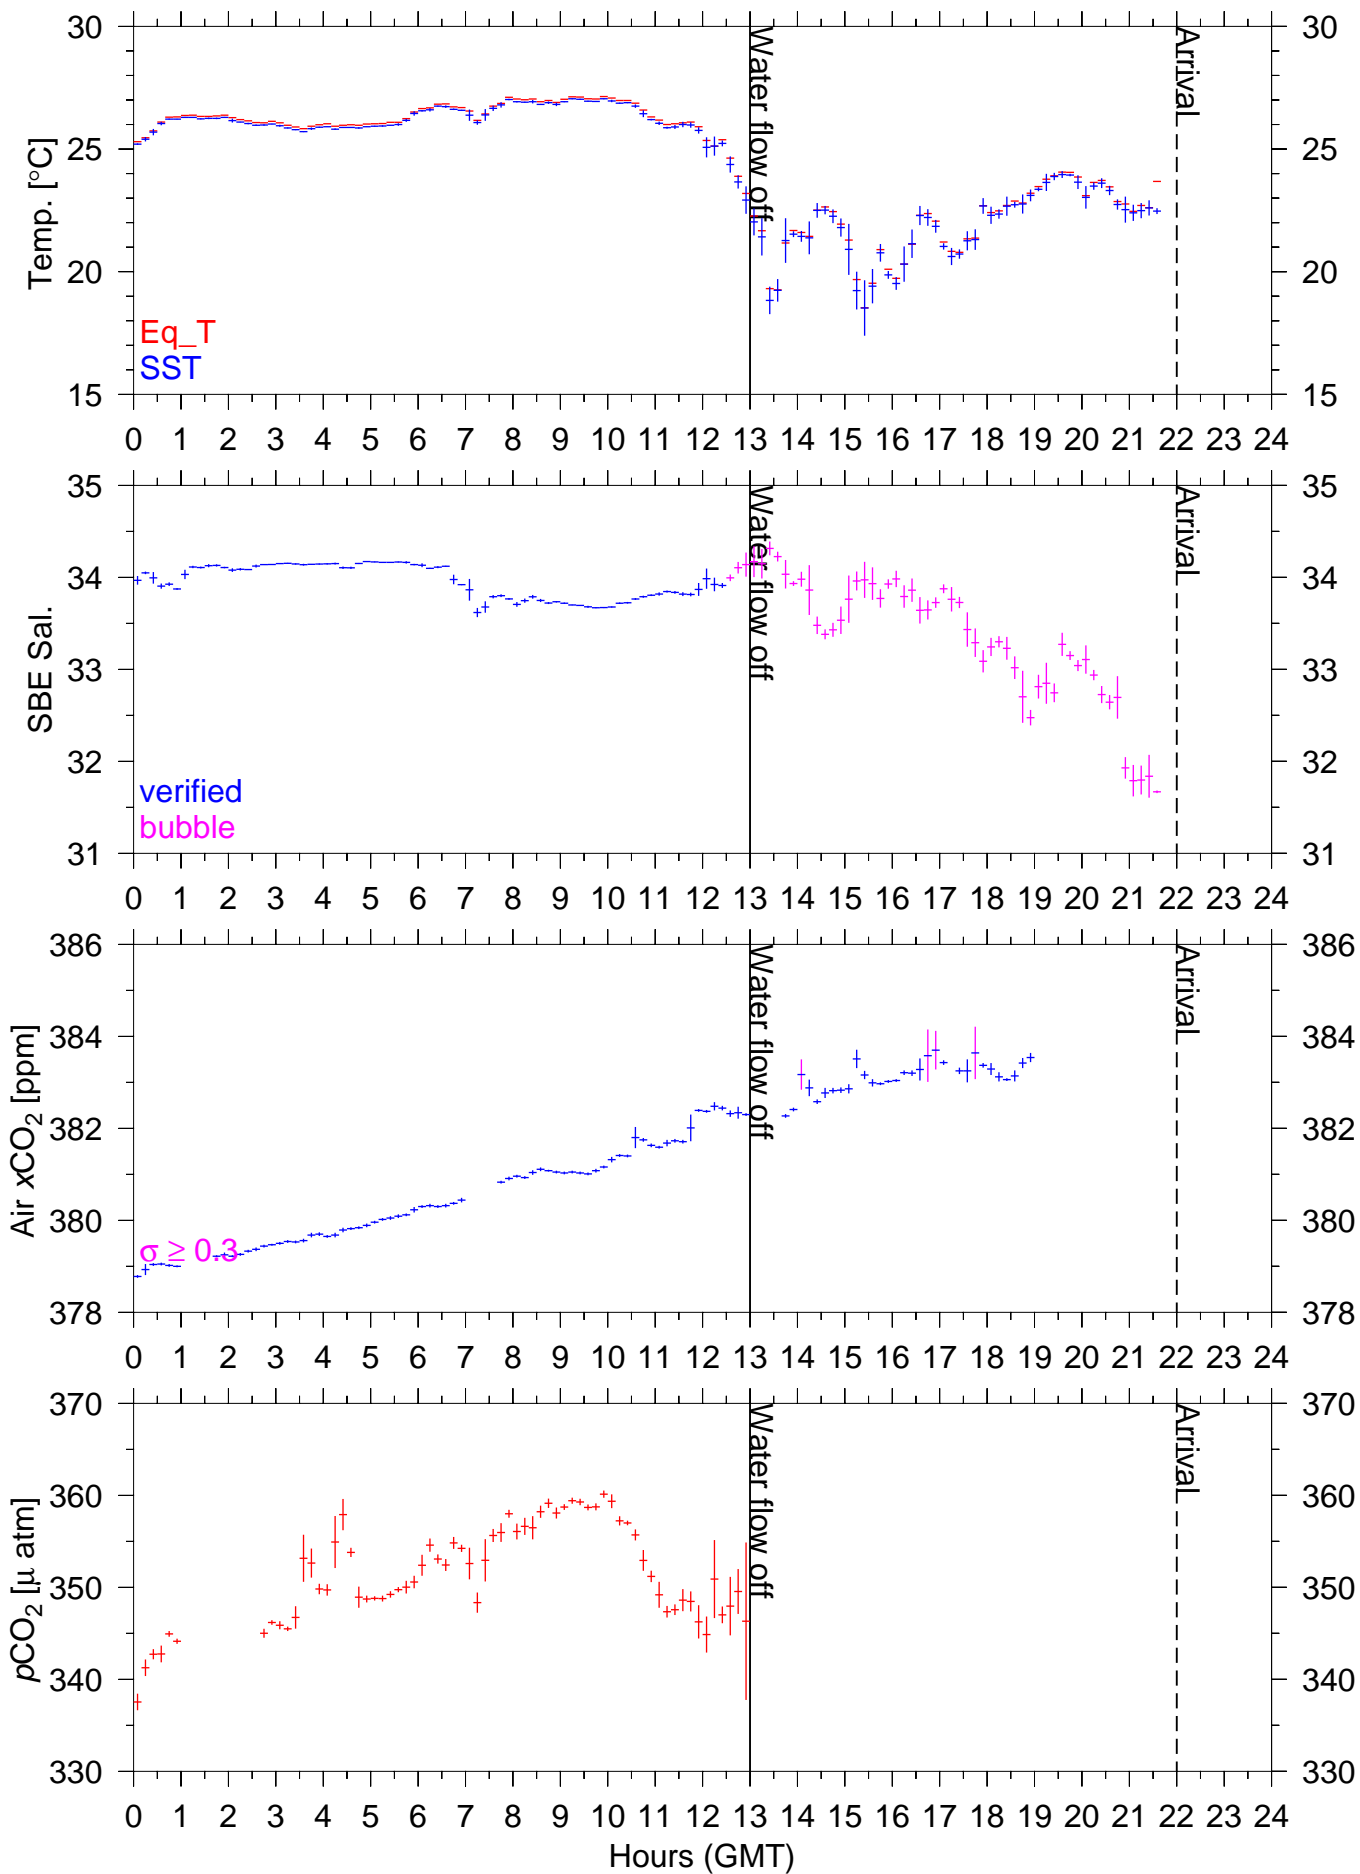 30 30
25 25
20 20
15 15
Temp. [°C]
Eq_T
SST
Water flow off
Arrival
0 1 2 3 4 5 6 7 8 9 10 11 12 13 14 15 16 17 18 19 20 21 22 23 24
35 35
34 34
33 33
32 32
31 31
SBE Sal.
verified
bubble
Water flow off
Arrival
0 1 2 3 4 5 6 7 8 9 10 11 12 13 14 15 16 17 18 19 20 21 22 23 24
386 386
384 384
382 382
380 380
378 378
Air xCO₂ [ppm]
σ ≥ 0.3
Water flow off
Arrival
0 1 2 3 4 5 6 7 8 9 10 11 12 13 14 15 16 17 18 19 20 21 22 23 24
370 370
360 360
350 350
340 340
330 330
pCO₂ [µ atm]
Water flow off
Arrival
0 1 2 3 4 5 6 7 8 9 10 11 12 13 14 15 16 17 18 19 20 21 22 23 24
Hours (GMT)